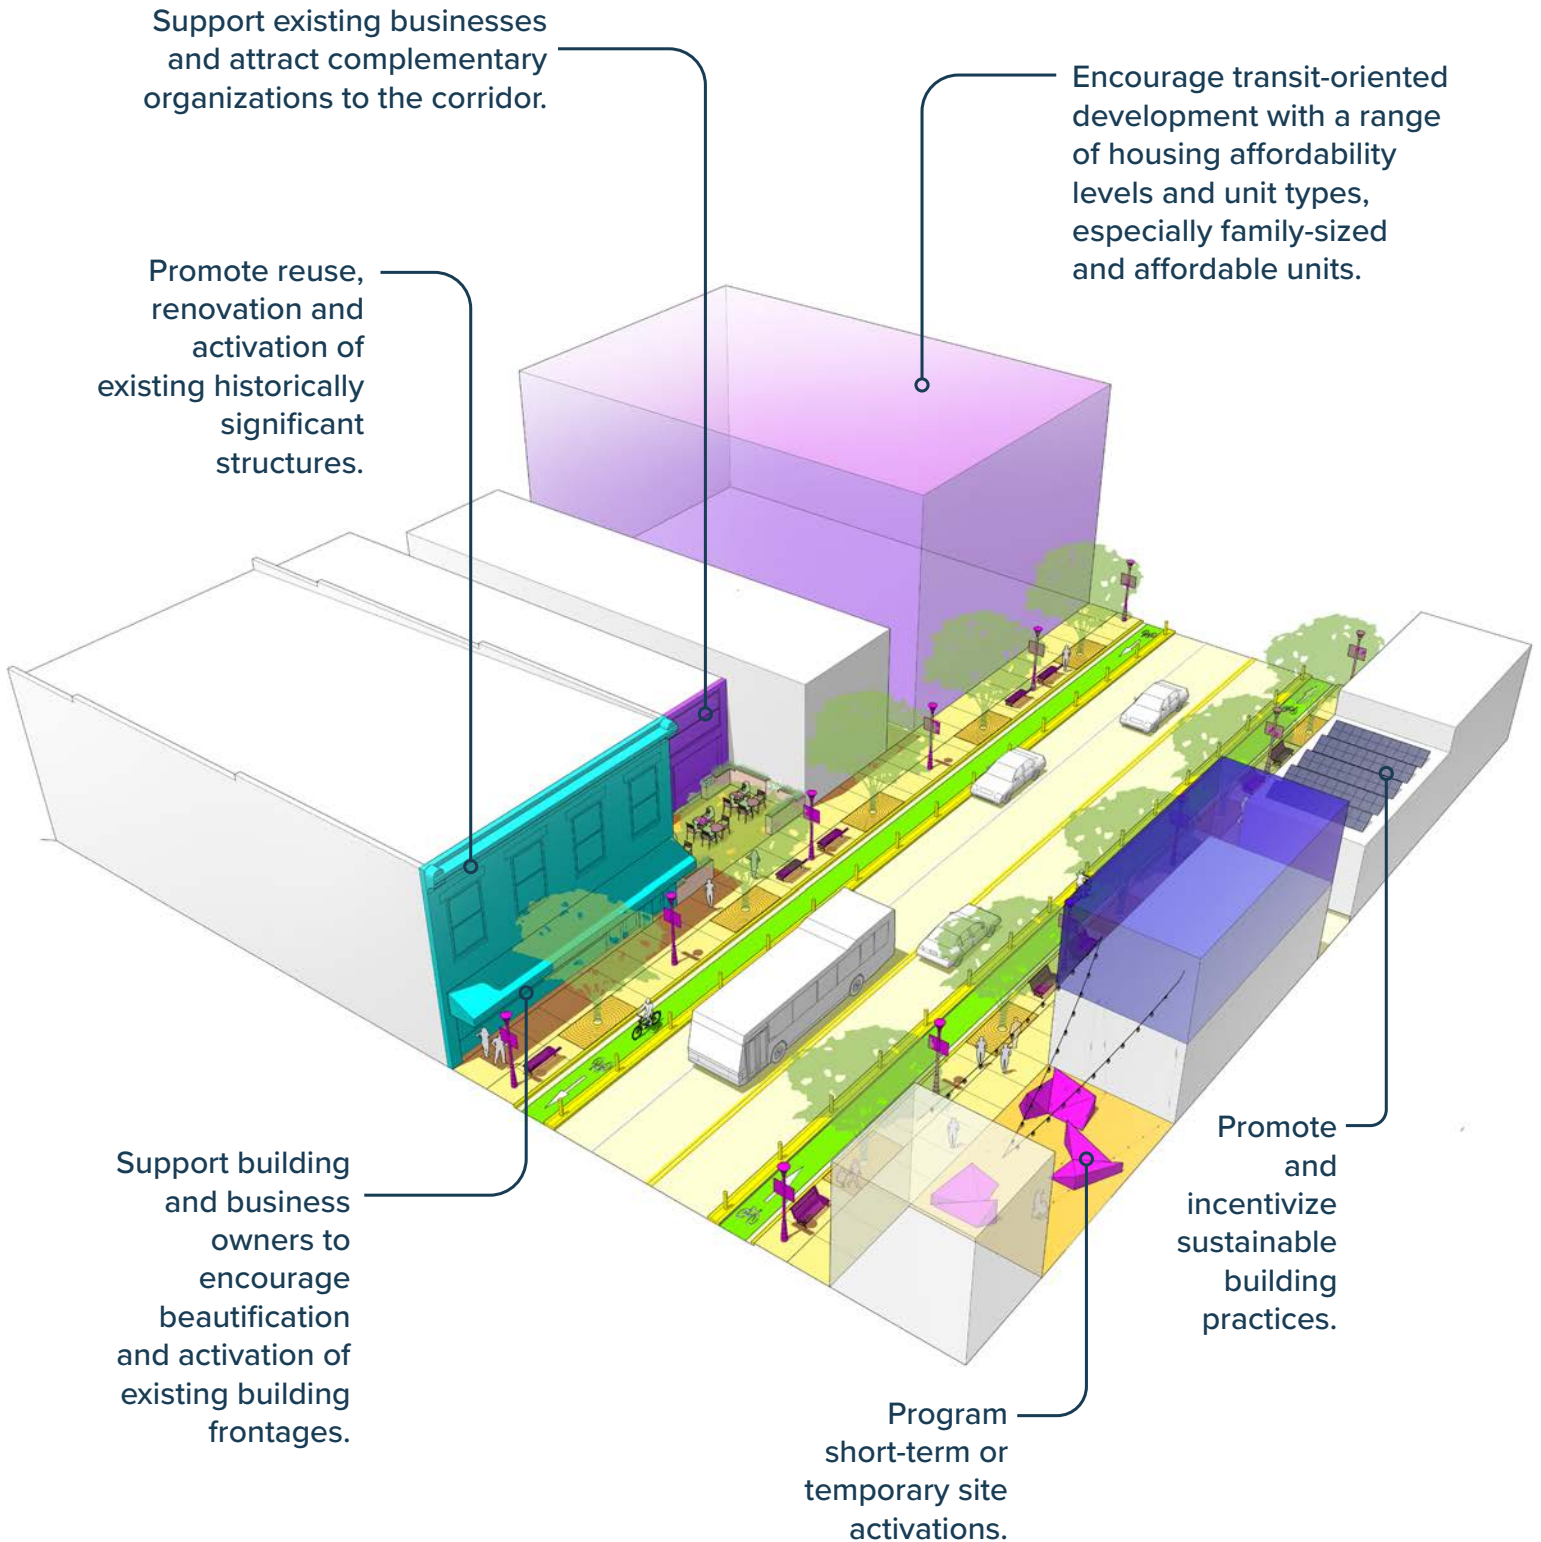 Support existing businesses
and attract complementary
organizations to the corridor.
Encourage transit-oriented
development with a range
of housing affordability
levels and unit types,
especially family-sized
and affordable units.
Promote reuse,
renovation and
activation of
existing historically
significant
structures.
Support building
and business
owners to
encourage
beautification
and activation of
existing building
frontages.
Promote
and
incentivize
sustainable
building
practices.
Program
short-term or
temporary site
activations.